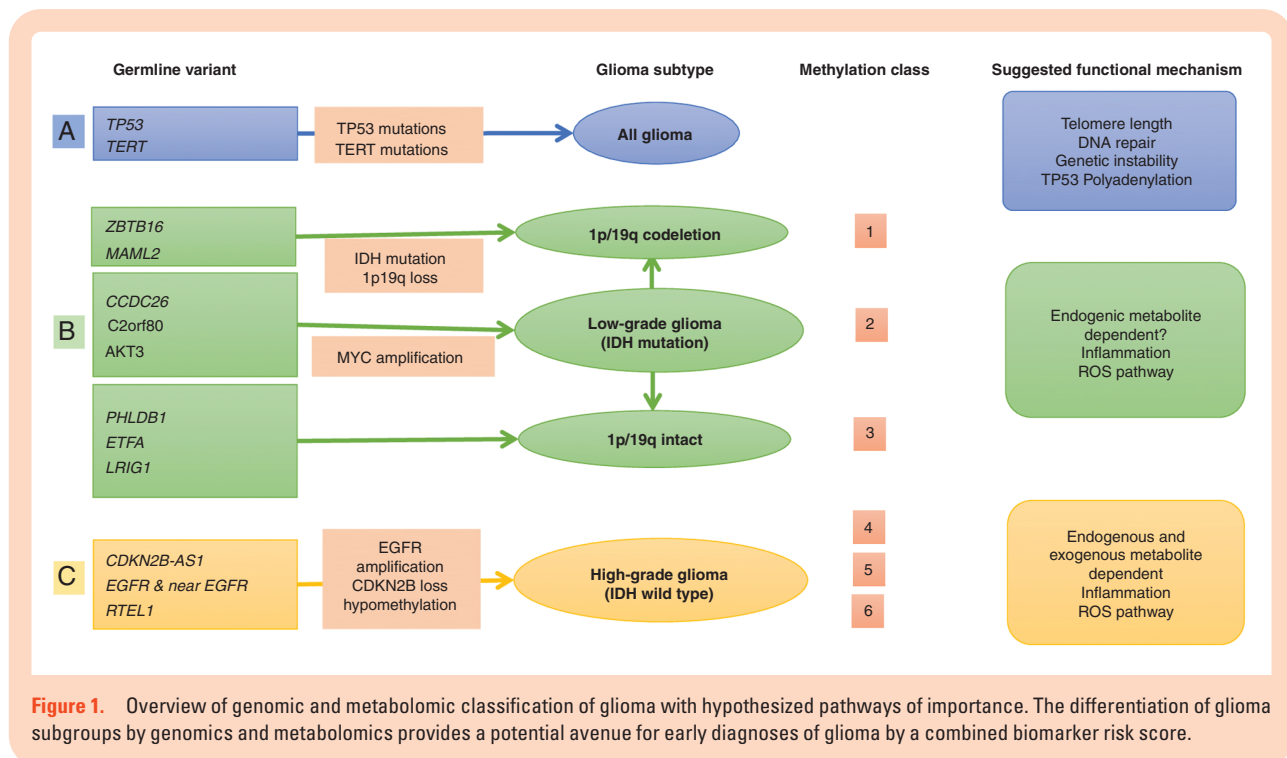 Germline variant
Glioma subtype
Methylation class
Suggested functional mechanism
A
TP53
TERT
TP53 mutations
TERT mutations
All glioma
Telomere length
DNA repair
Genetic instability
TP53 Polyadenylation
B
ZBTB16
MAML2
IDH mutation
1p19q loss
1p/19q codeletion
1
CCDC26
C2orf80
AKT3
MYC amplification
Low-grade glioma
(IDH mutation)
2
Endogenic metabolite
dependent?
Inflammation
ROS pathway
PHLDB1
ETFA
LRIG1
1p/19q intact
3
C
CDKN2B-AS1
EGFR & near EGFR
RTEL1
EGFR
amplification
CDKN2B loss
hypomethylation
High-grade glioma
(IDH wild type)
4
5
6
Endogenous and
exogenous metabolite
dependent
Inflammation
ROS pathway
Figure 1. Overview of genomic and metabolomic classification of glioma with hypothesized pathways of importance. The differentiation of glioma
subgroups by genomics and metabolomics provides a potential avenue for early diagnoses of glioma by a combined biomarker risk score.